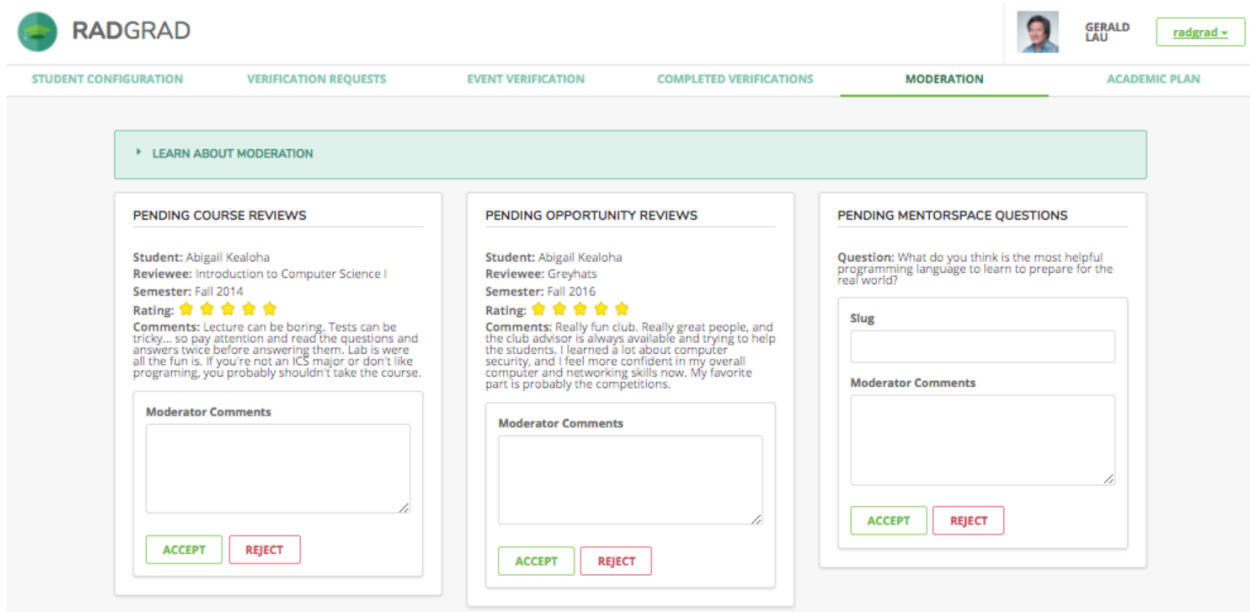 RADGRAD
GERALD
LAU
radgrad
STUDENT CONFIGURATION
VERIFICATION REQUESTS
EVENT VERIFICATION
COMPLETED VERIFICATIONS
MODERATION
ACADEMIC PLAN
LEARN ABOUT MODERATION
PENDING COURSE REVIEWS
Student: Abigail Kealoha
Reviewee: Introduction to Computer Science I
Semester: Fall 2014
Rating:
Comments: Lecture can be boring. Tests can be
tricky... so pay attention and read the questions and
answers twice before answering them. Lab is were
all the fun is. If you're not an ICS major or don't like
programing, you probably shouldn't take the course.
Moderator Comments
ACCEPT
REJECT
PENDING OPPORTUNITY REVIEWS
Student: Abigail Kealoha
Reviewee: Greyhats
Semester: Fall 2016
Rating:
Comments: Really fun club. Really great people, and
the club advisor is always available and trying to help
the students. I learned a lot about computer
security, and I feel more confident in my overall
computer and networking skills now. My favorite
part is probably the competitions.
Moderator Comments
ACCEPT
REJECT
PENDING MENTORSPACE QUESTIONS
Question: What do you think is the most helpful
programming language to learn to prepare for the
real world?
Slug
Moderator Comments
ACCEPT
REJECT